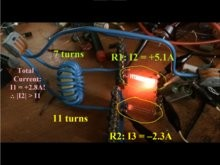 7 turns
R1: I2 = +5.1A
Total
Current:
I1 = +2.8A!
∴ |I2| > I1
11 turns
R2: I3 = –2.3A